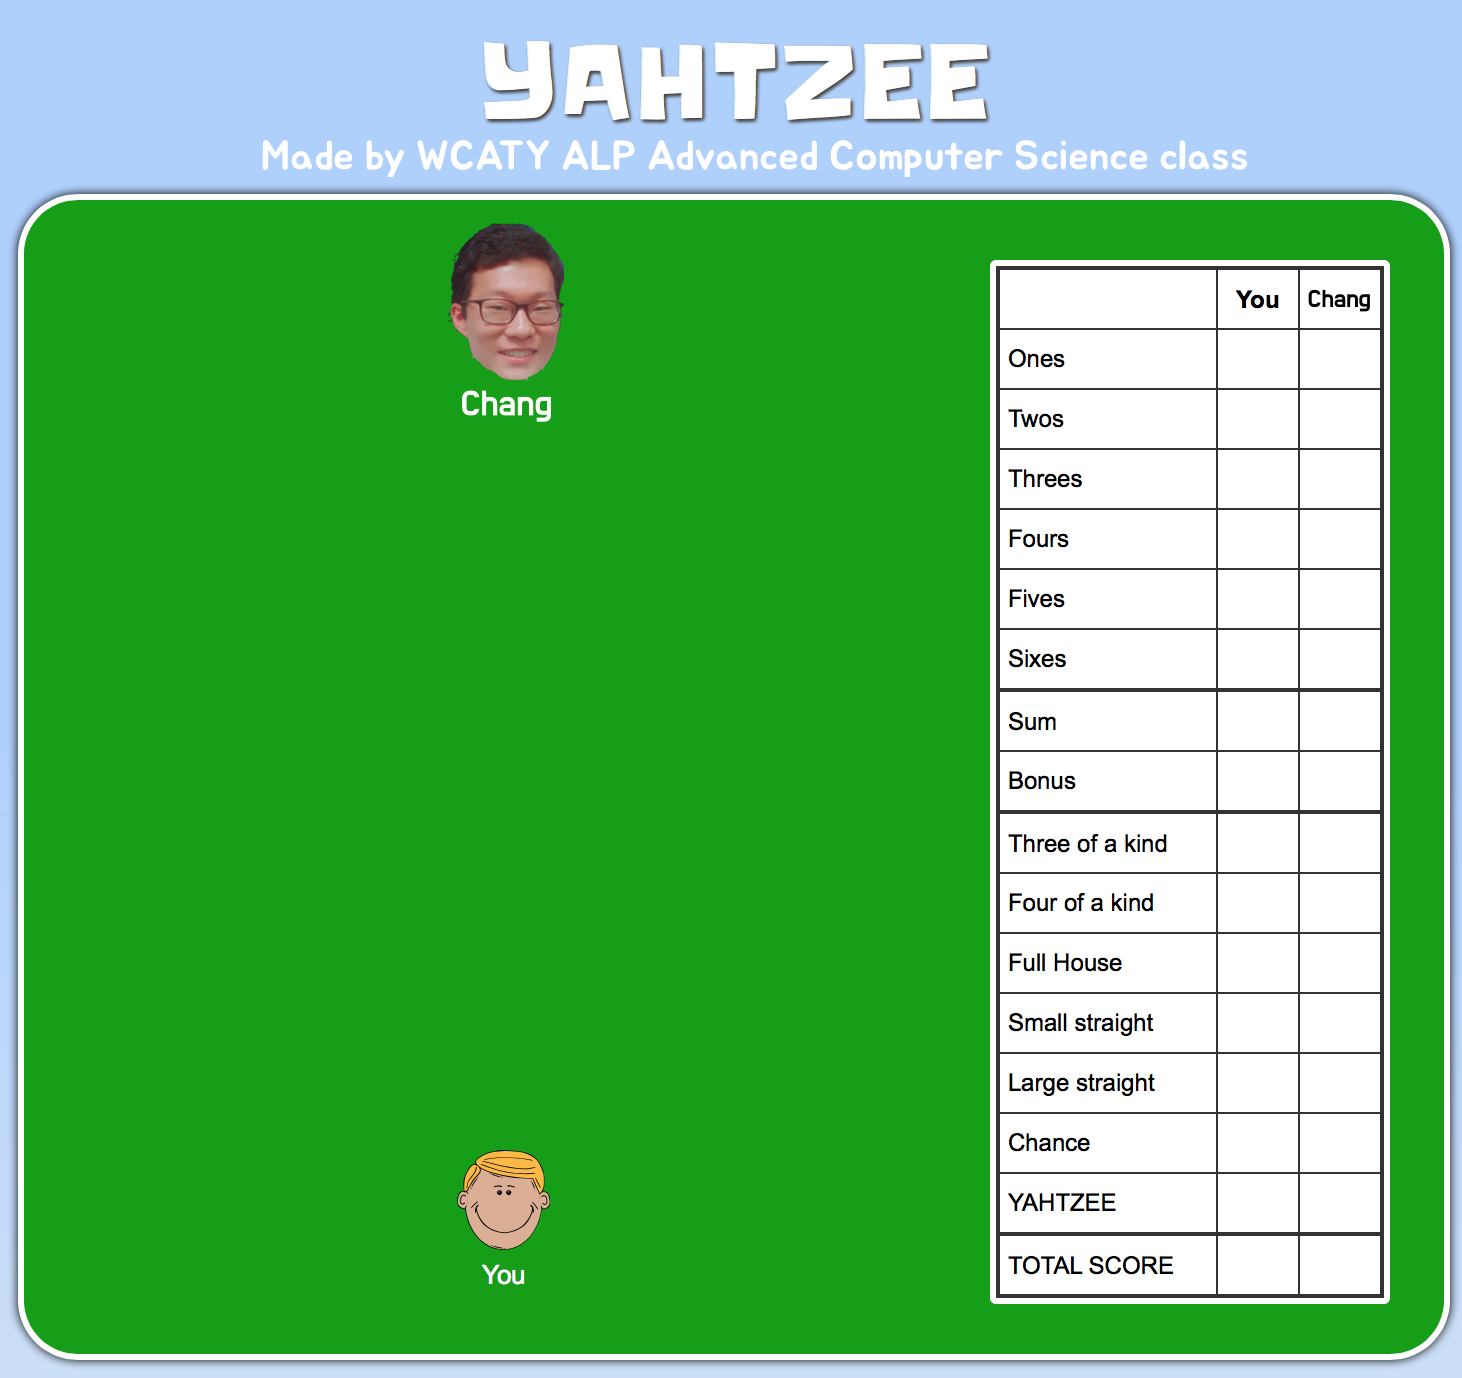 YAHTZEE
Made by WCATY ALP Advanced Computer Science class
Chang
You
You Chang
Ones
Twos
Threes
Fours
Fives
Sixes
Sum
Bonus
Three of a kind
Four of a kind
Full House
Small straight
Large straight
Chance
YAHTZEE
TOTAL SCORE